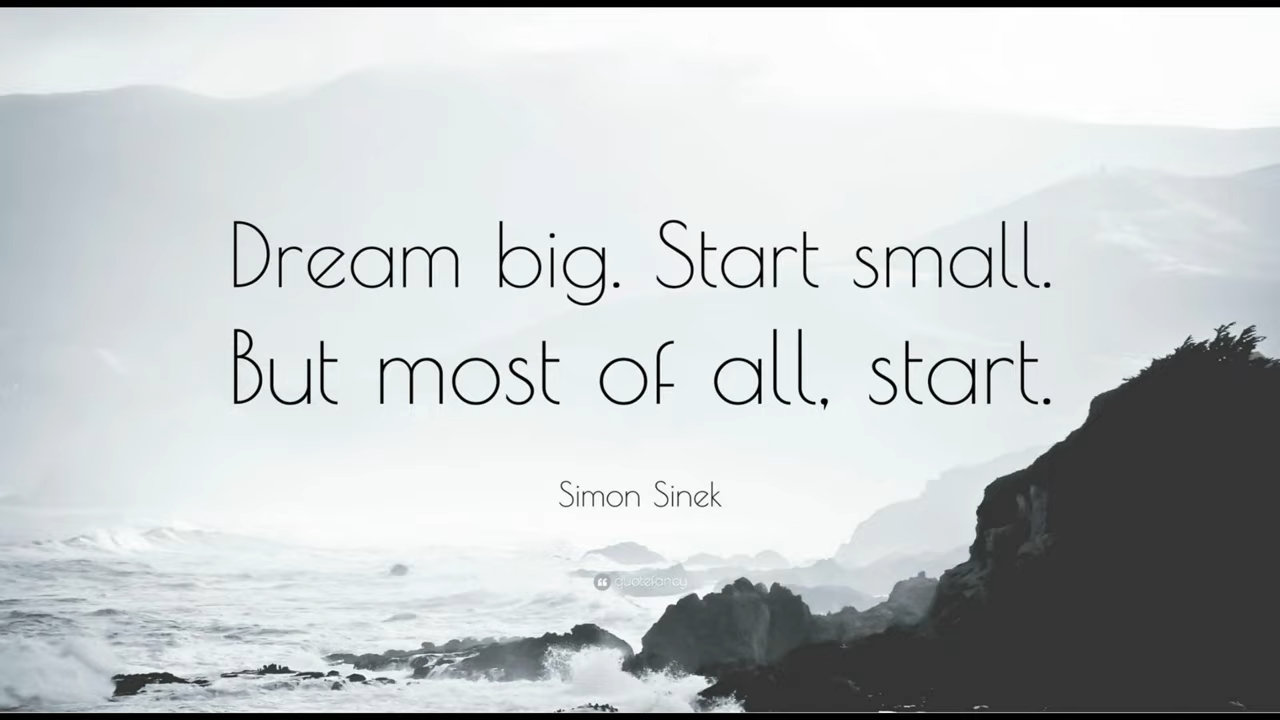 Dream big. Start small.
But most of all, start.
Simon Sinek
quotefancy